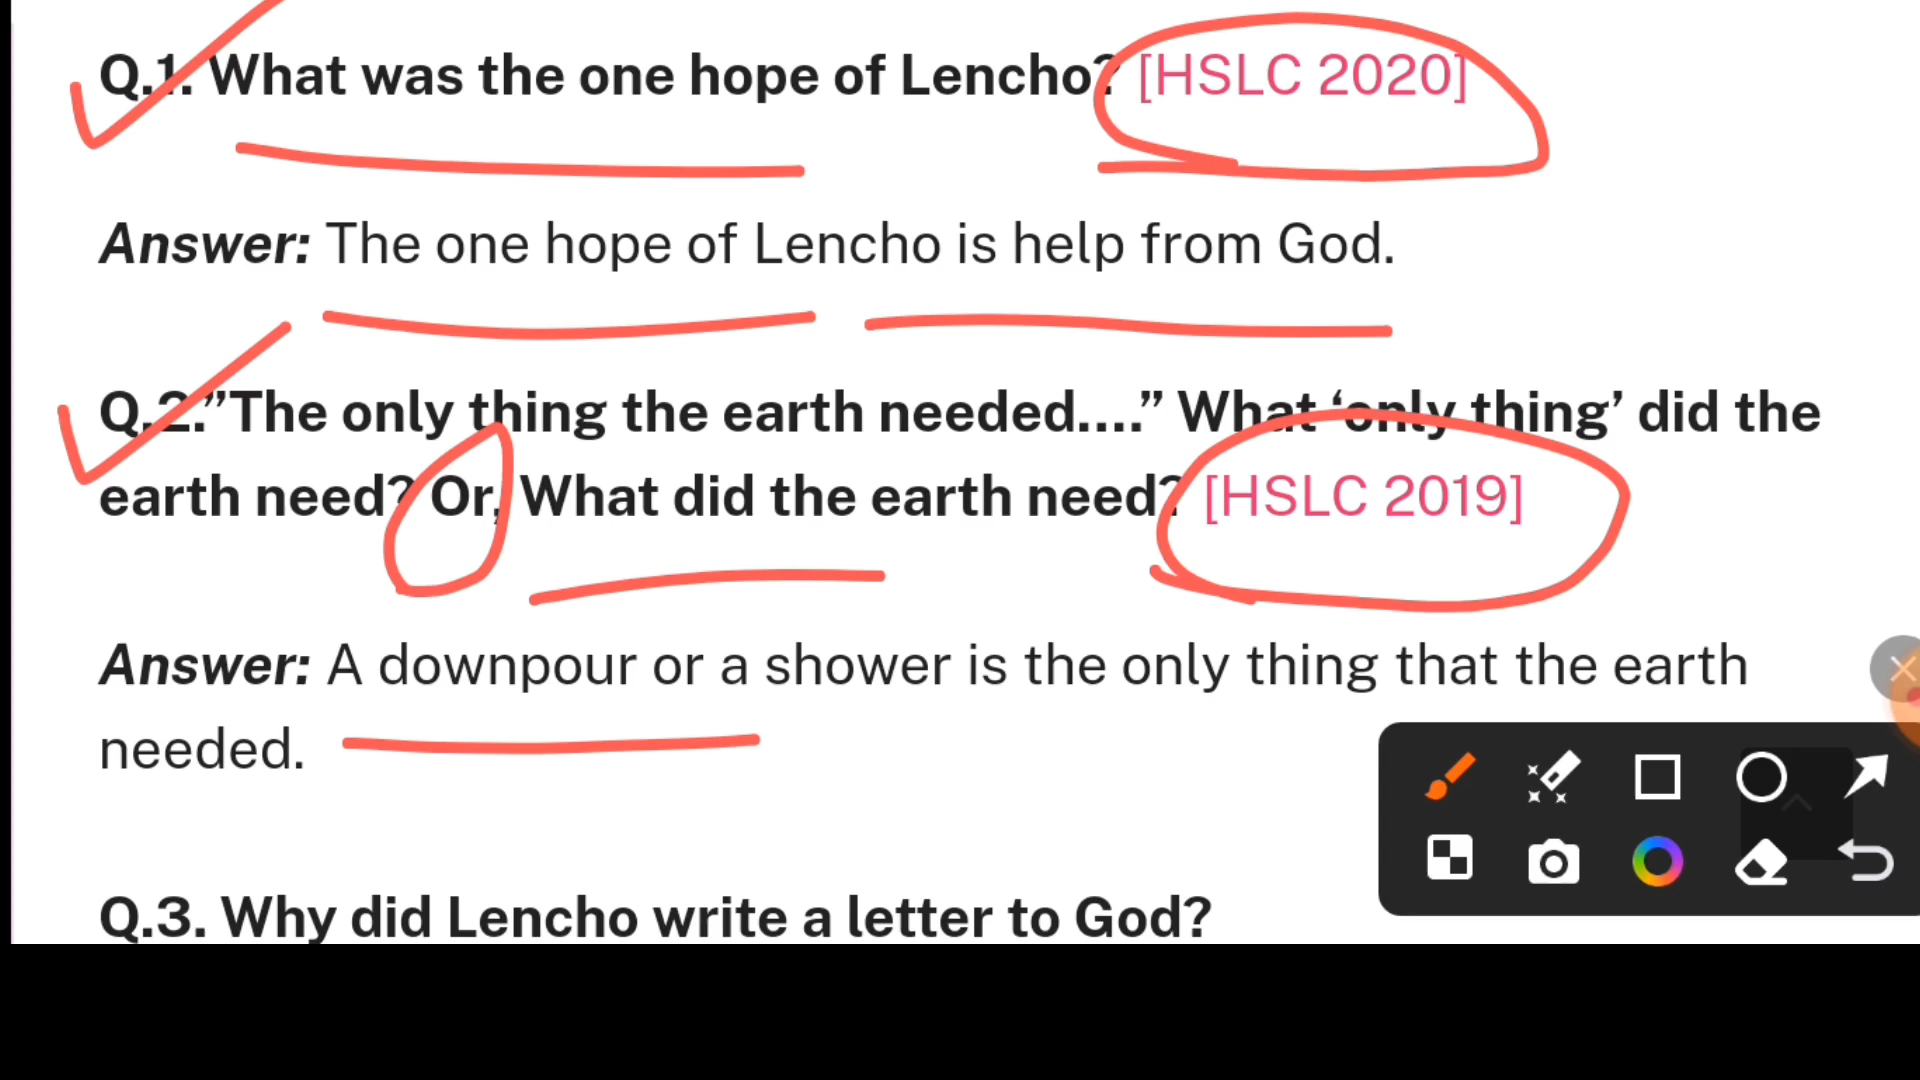 Q.1. What was the one hope of Lencho? [HSLC 2020]
Answer: The one hope of Lencho is help from God.
Q.2.”The only thing the earth needed....” What ‘only thing’ did the
earth need? Or, What did the earth need? [HSLC 2019]
Answer: A downpour or a shower is the only thing that the earth
needed.
Q.3. Why did Lencho write a letter to God?